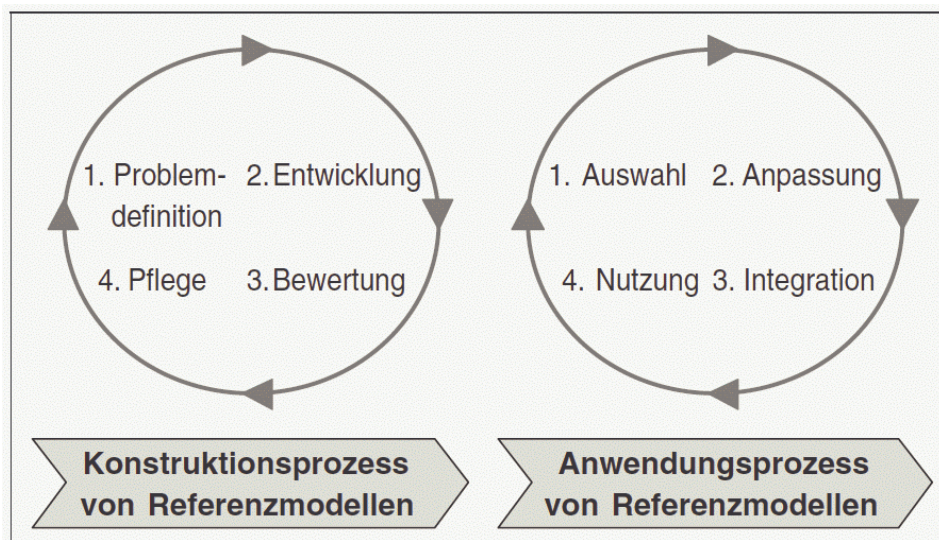 1. Problem-
definition
2. Entwicklung
4. Pflege
3. Bewertung
Konstruktionsprozess
von Referenzmodellen
1. Auswahl
2. Anpassung
4. Nutzung
3. Integration
Anwendungsprozess
von Referenzmodellen